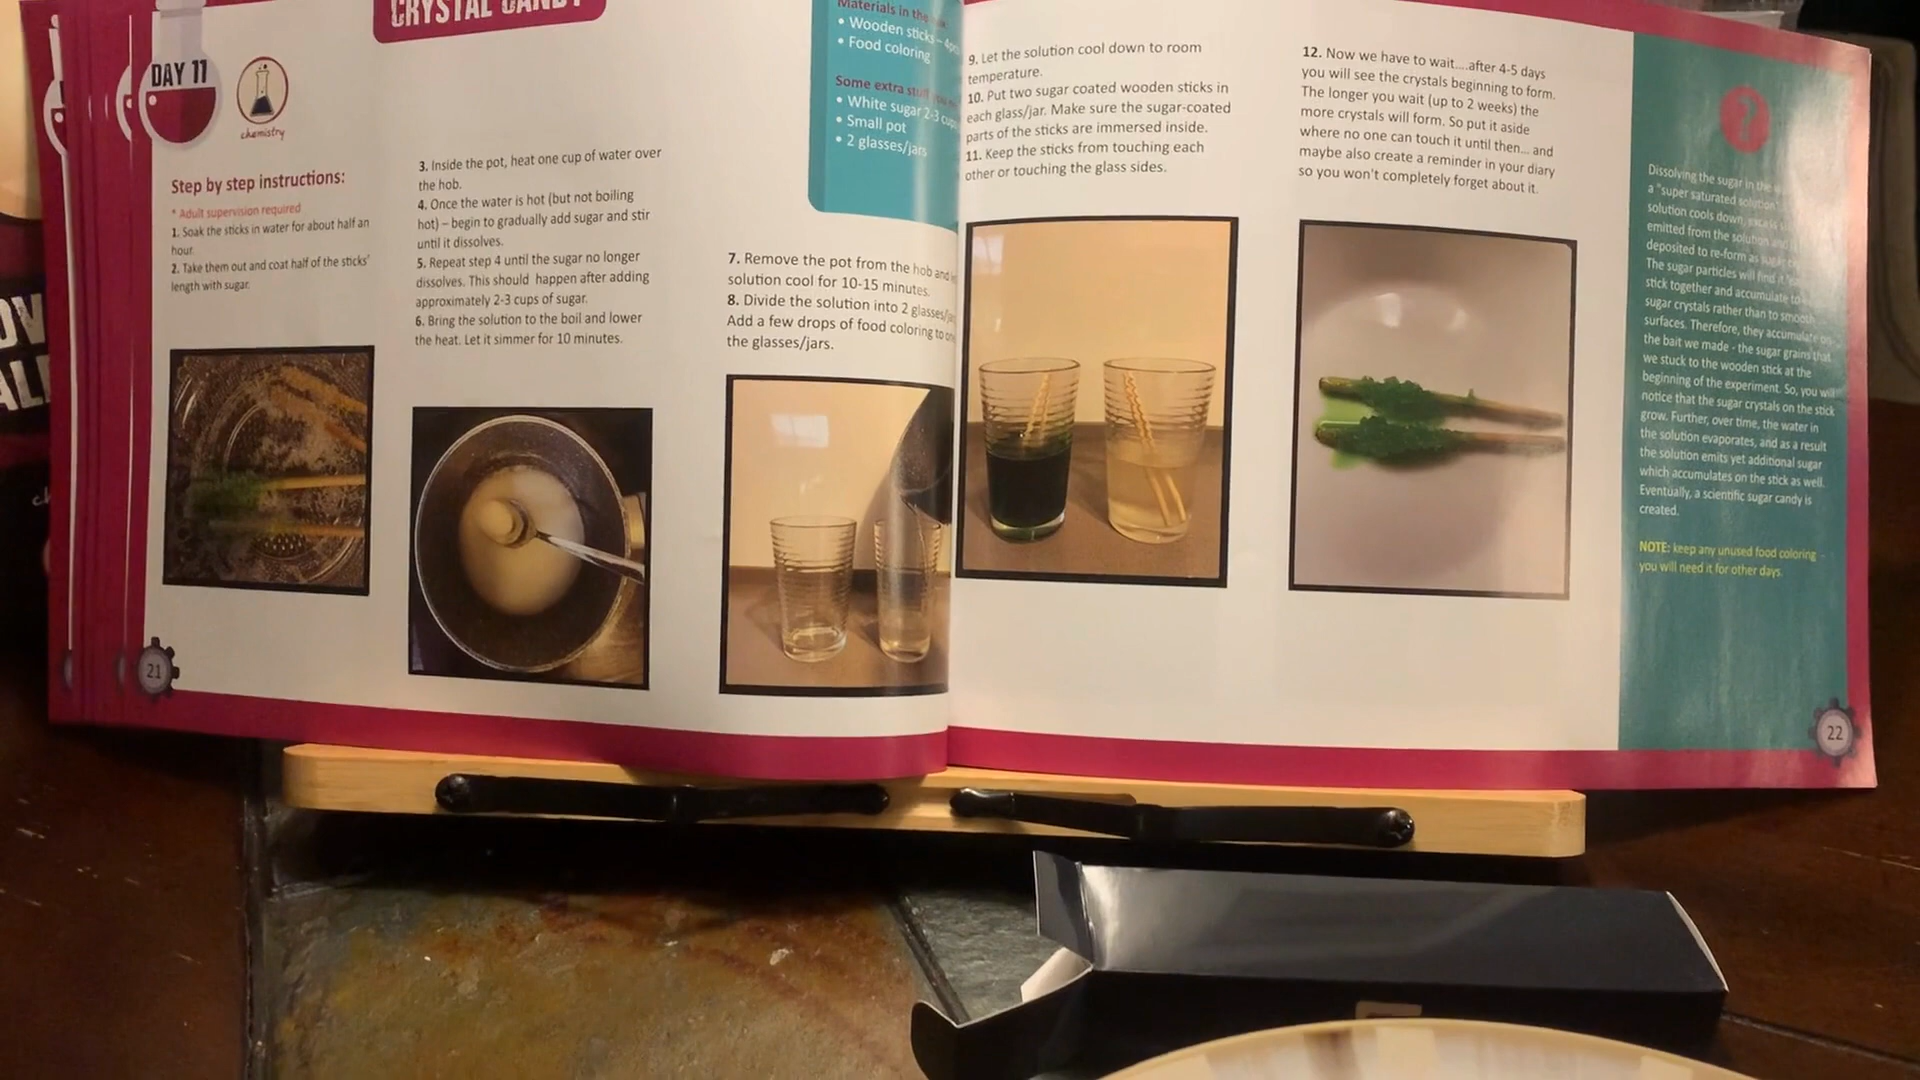 CRYSTAL CANDY
DAY 11
chemistry
Step by step instructions:
* Adult supervision required
1. Soak the sticks in water for about half an
hour.
2. Take them out and coat half of the sticks'
length with sugar.
3. Inside the pot, heat one cup of water over
the hob.
4. Once the water is hot (but not boiling
hot) – begin to gradually add sugar and stir
until it dissolves.
5. Repeat step 4 until the sugar no longer
dissolves. This should happen after adding
approximately 2-3 cups of sugar.
6. Bring the solution to the boil and lower
the heat. Let it simmer for 10 minutes.
Materials in the
• Wooden sticks – 4pcs
• Food coloring
Some extra stuff
• White sugar 2-3 cups
• Small pot
• 2 glasses/jars
7. Remove the pot from the hob and
solution cool for 10-15 minutes.
8. Divide the solution into 2 glasses/
Add a few drops of food coloring to
the glasses/jars.
21
9. Let the solution cool down to room
temperature.
10. Put two sugar coated wooden sticks in
each glass/jar. Make sure the sugar-coated
parts of the sticks are immersed inside.
11. Keep the sticks from touching each
other or touching the glass sides.
12. Now we have to wait....after 4-5 days
you will see the crystals beginning to form.
The longer you wait (up to 2 weeks) the
more crystals will form. So put it aside
where no one can touch it until then... and
maybe also create a reminder in your diary
so you won't completely forget about it.
?
Dissolving the sugar in the
a "super saturated solution"
solution cools down, excess
emitted from the solution and
deposited to re-form as sugar
The sugar particles will find it
stick together and accumulate to
sugar crystals rather than to smooth
surfaces. Therefore, they accumulate on
the bait we made - the sugar grains that
we stuck to the wooden stick at the
beginning of the experiment. So, you will
notice that the sugar crystals on the stick
grow. Further, over time, the water in
the solution evaporates, and as a result
the solution emits yet additional sugar
which accumulates on the stick as well.
Eventually, a scientific sugar candy is
created.
NOTE: keep any unused food coloring -
you will need it for other days.
22